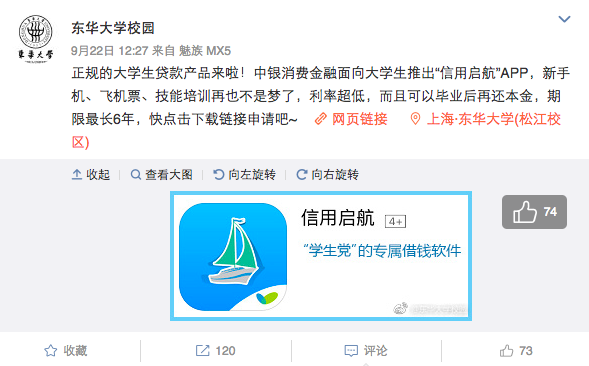 东华大学校园
9月22日 12:27 来自 魅族 MX5
正规的大学生贷款产品来啦！中银消费金融面向大学生推出“信用启航”APP，新手
机、飞机票、技能培训再也不是梦了，利率超低，而且可以毕业后再还本金，期
限最长6年，快点击下载链接申请吧~ 网页链接 上海·东华大学(松江校
区)
收起 查看大图 向左旋转 向右旋转
74
信用启航 4+
“学生党”的专属借钱软件
收藏 120 评论 73